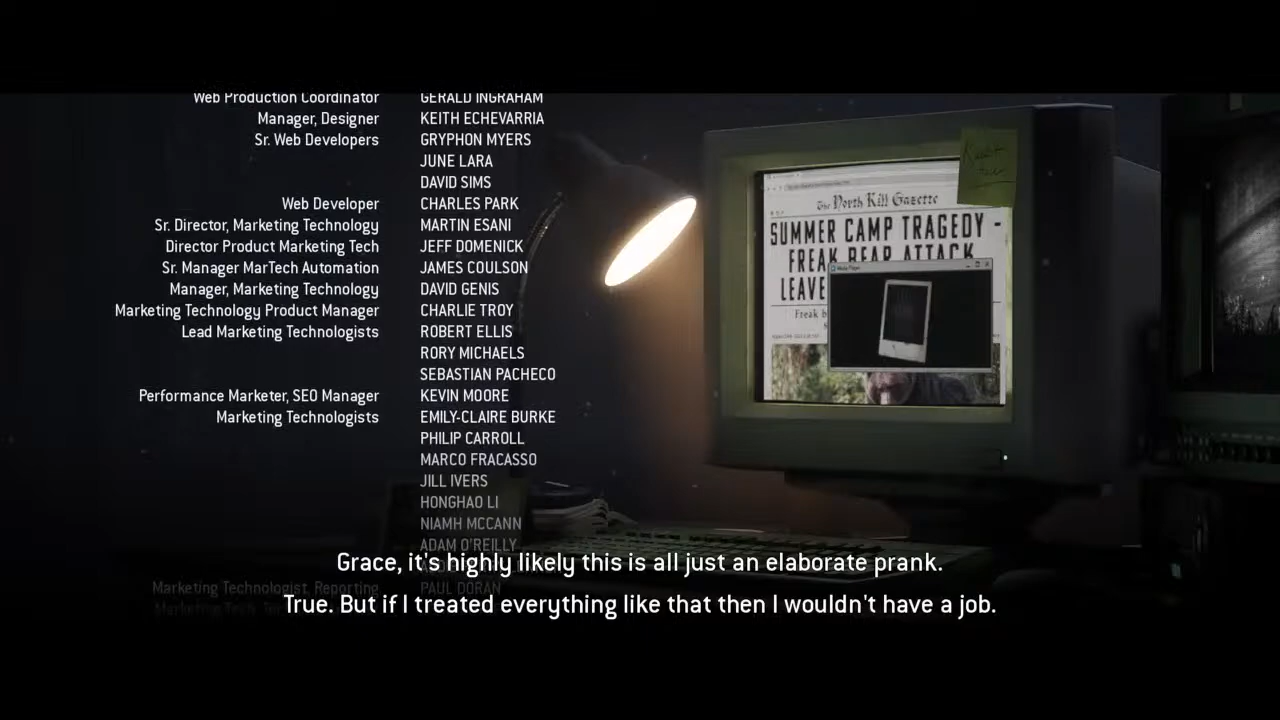 Web Production Coordinator GERALD INGRAHAM
Manager, Designer KEITH ECHEVARRIA
Sr. Web Developers GRYPHON MYERS
JUNE LARA
DAVID SIMS
Web Developer CHARLES PARK
Sr. Director, Marketing Technology MARTIN ESANI
Director Product Marketing Tech JEFF DOMENICK
Sr. Manager MarTech Automation JAMES COULSON
Manager, Marketing Technology DAVID GENIS
Marketing Technology Product Manager CHARLIE TROY
Lead Marketing Technologists ROBERT ELLIS
RORY MICHAELS
SEBASTIAN PACHECO
Performance Marketer, SEO Manager KEVIN MOORE
Marketing Technologists EMILY-CLAIRE BURKE
PHILIP CARROLL
MARCO FRACASSO
JILL IVERS
HONGHAO LI
NIAMH MCCANN
ADAM O'REILLY
Marketing Technologist, Reporting PAUL DORAN
Marketing Tech
The North Kill Gazette
SUMMER CAMP TRAGEDY -
FREAK BEAR ATTACK
LEAVE
Freak b
Media Player
Grace, it's highly likely this is all just an elaborate prank.
True. But if I treated everything like that then I wouldn't have a job.